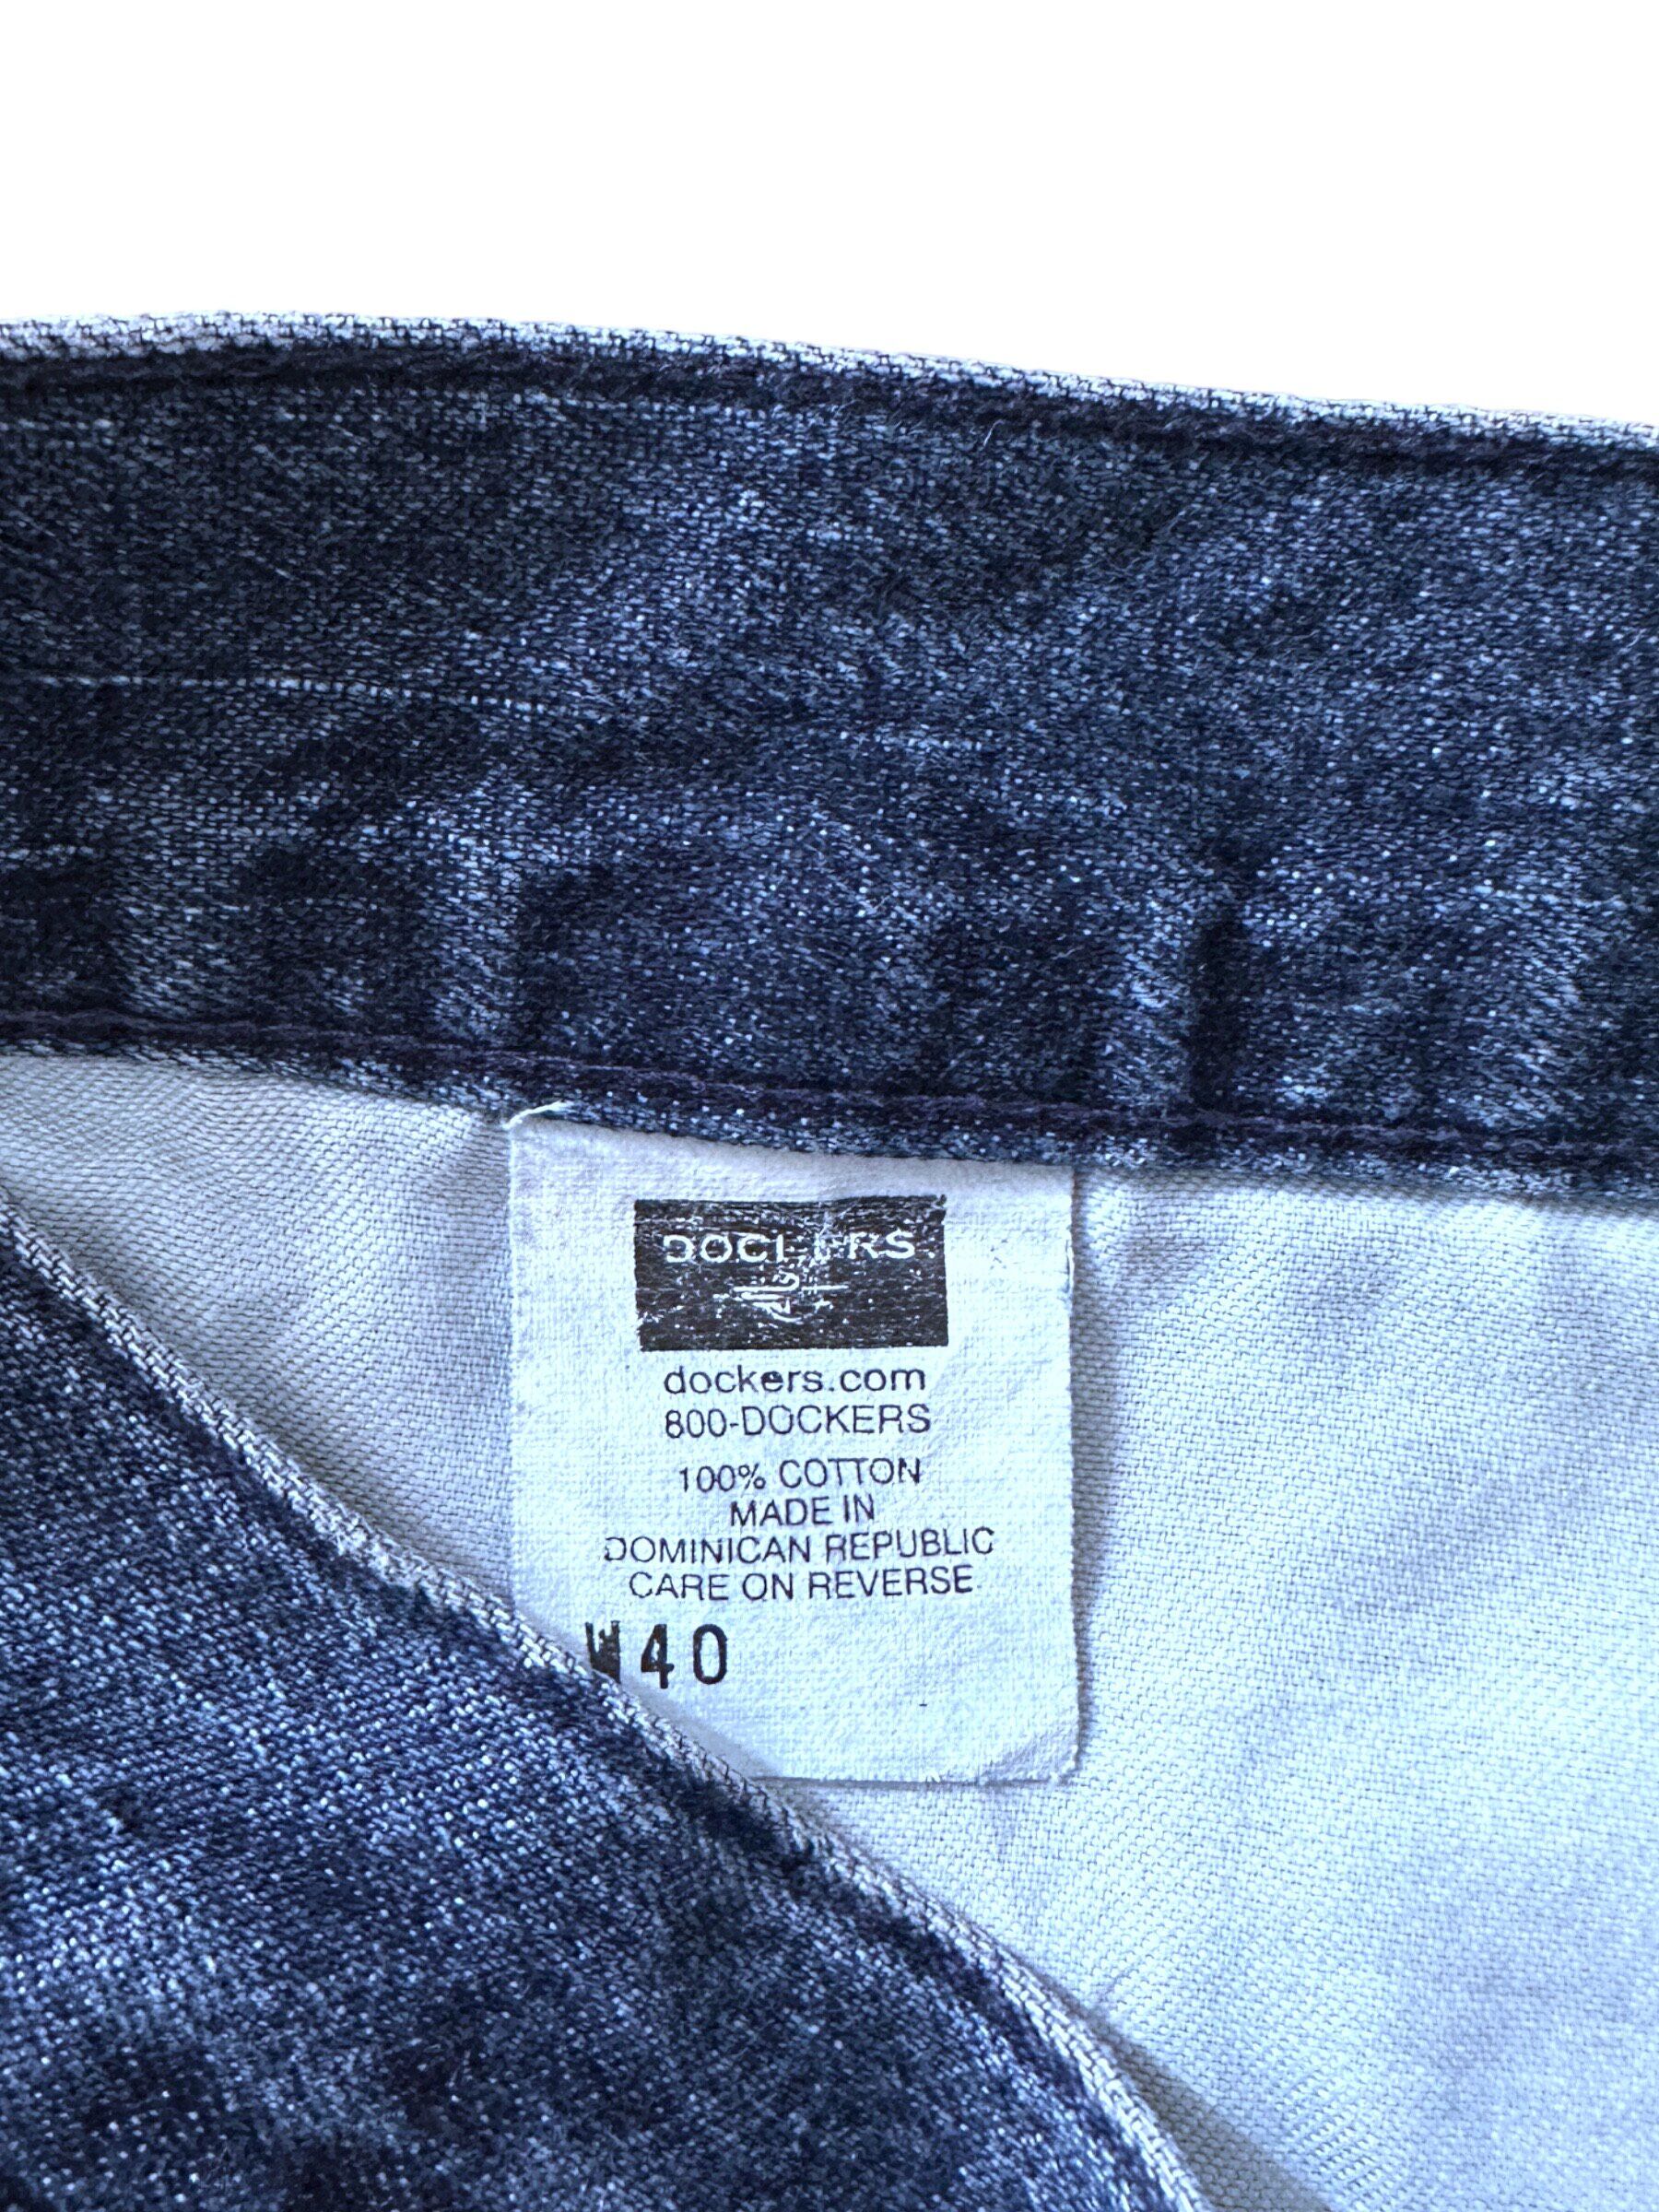 DOCKERS
dockers.com
800-DOCKERS
100% COTTON
MADE IN
DOMINICAN REPUBLIC
CARE ON REVERSE
W40